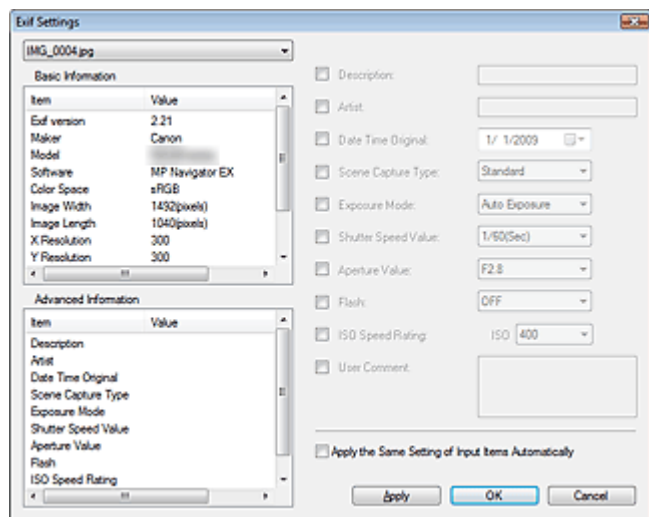 Exif Settings
IMG_0004.jpg
Basic Information
Item Value
Exif version 2.21
Maker Canon
Model
Software MP Navigator EX
Color Space sRGB
Image Width 1492(pixels)
Image Length 1040(pixels)
X Resolution 300
Y Resolution 300
Advanced Information
Item Value
Description
Artist
Date Time Original
Scene Capture Type
Exposure Mode
Shutter Speed Value
Aperture Value
Flash
ISO Speed Rating
Description:
Artist:
Date Time Original: 1/ 1/2009
Scene Capture Type: Standard
Exposure Mode: Auto Exposure
Shutter Speed Value: 1/60(Sec)
Aperture Value: F2.8
Flash: OFF
ISO Speed Rating: ISO 400
User Comment:
Apply the Same Setting of Input Items Automatically
Apply OK Cancel